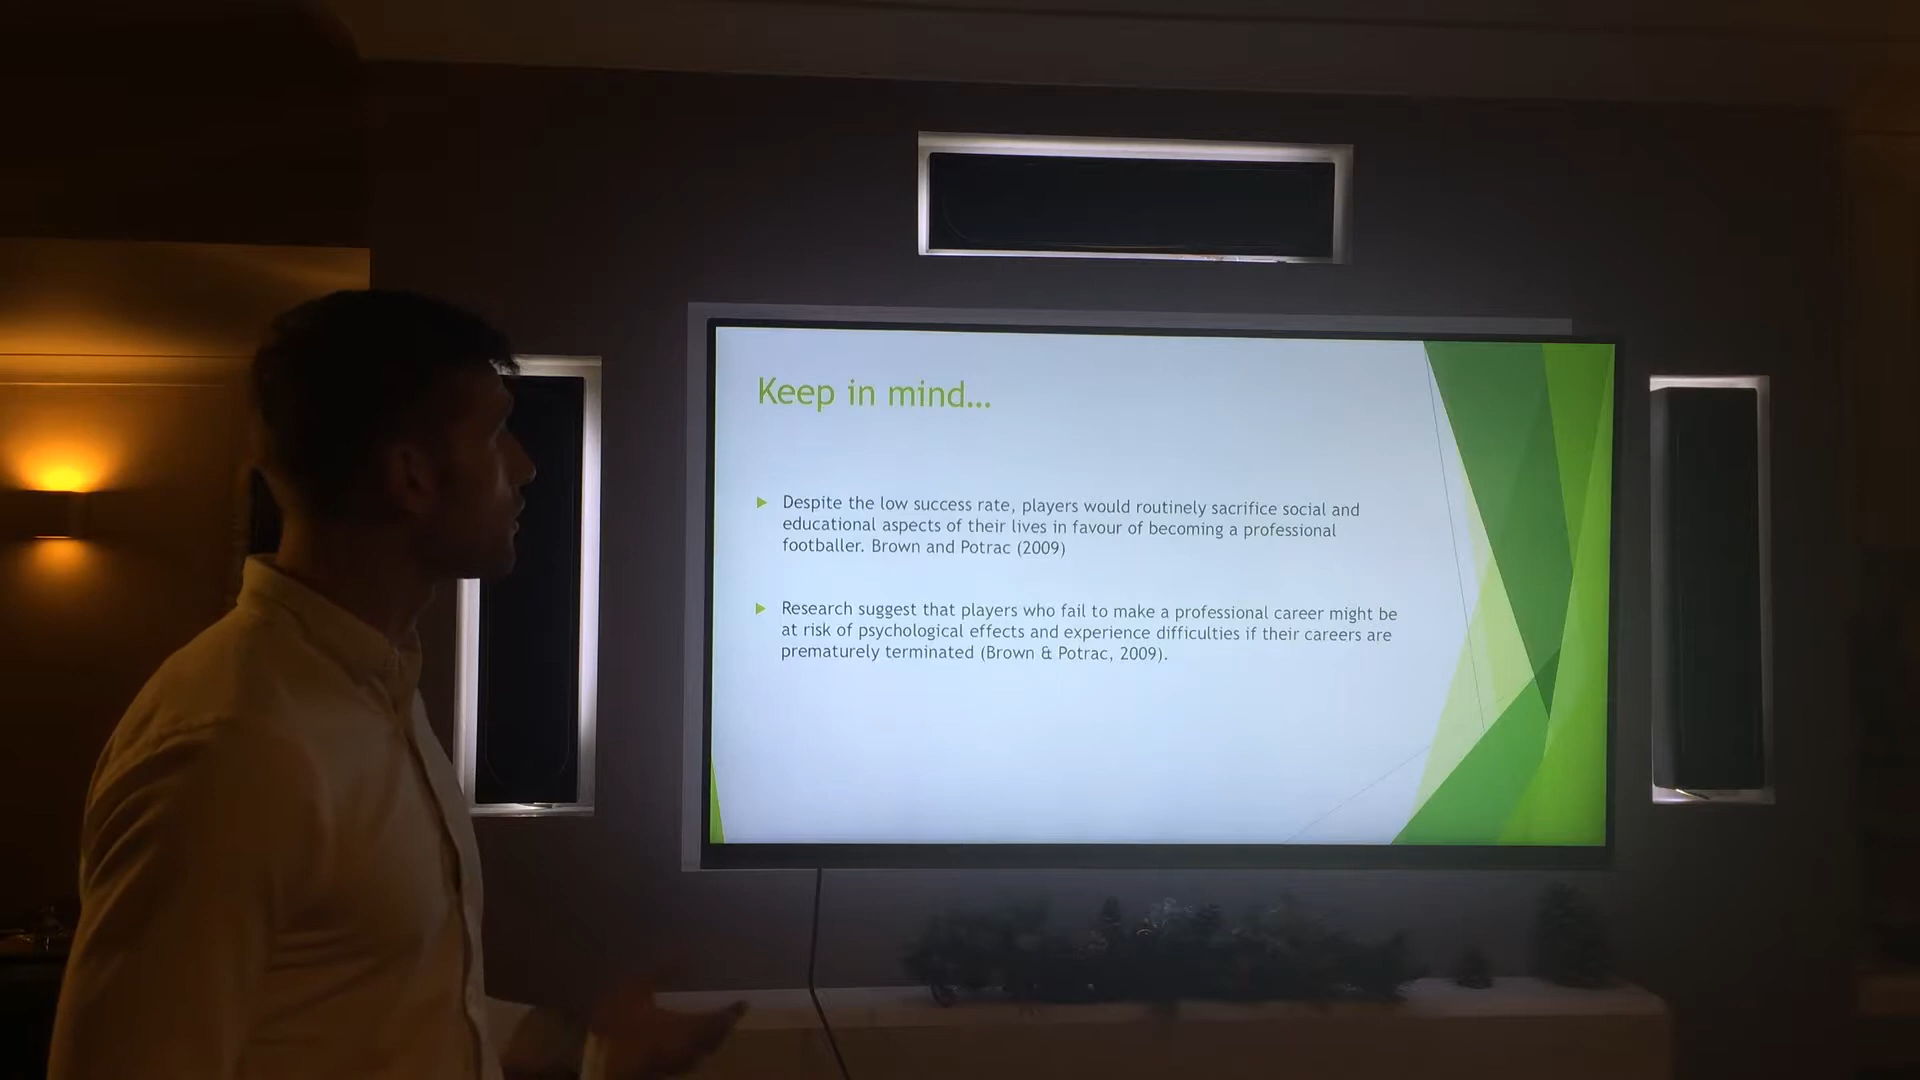 Keep in mind...
Despite the low success rate, players would routinely sacrifice social and
educational aspects of their lives in favour of becoming a professional
footballer. Brown and Potrac (2009)
Research suggest that players who fail to make a professional career might be
at risk of psychological effects and experience difficulties if their careers are
prematurely terminated (Brown & Potrac, 2009).